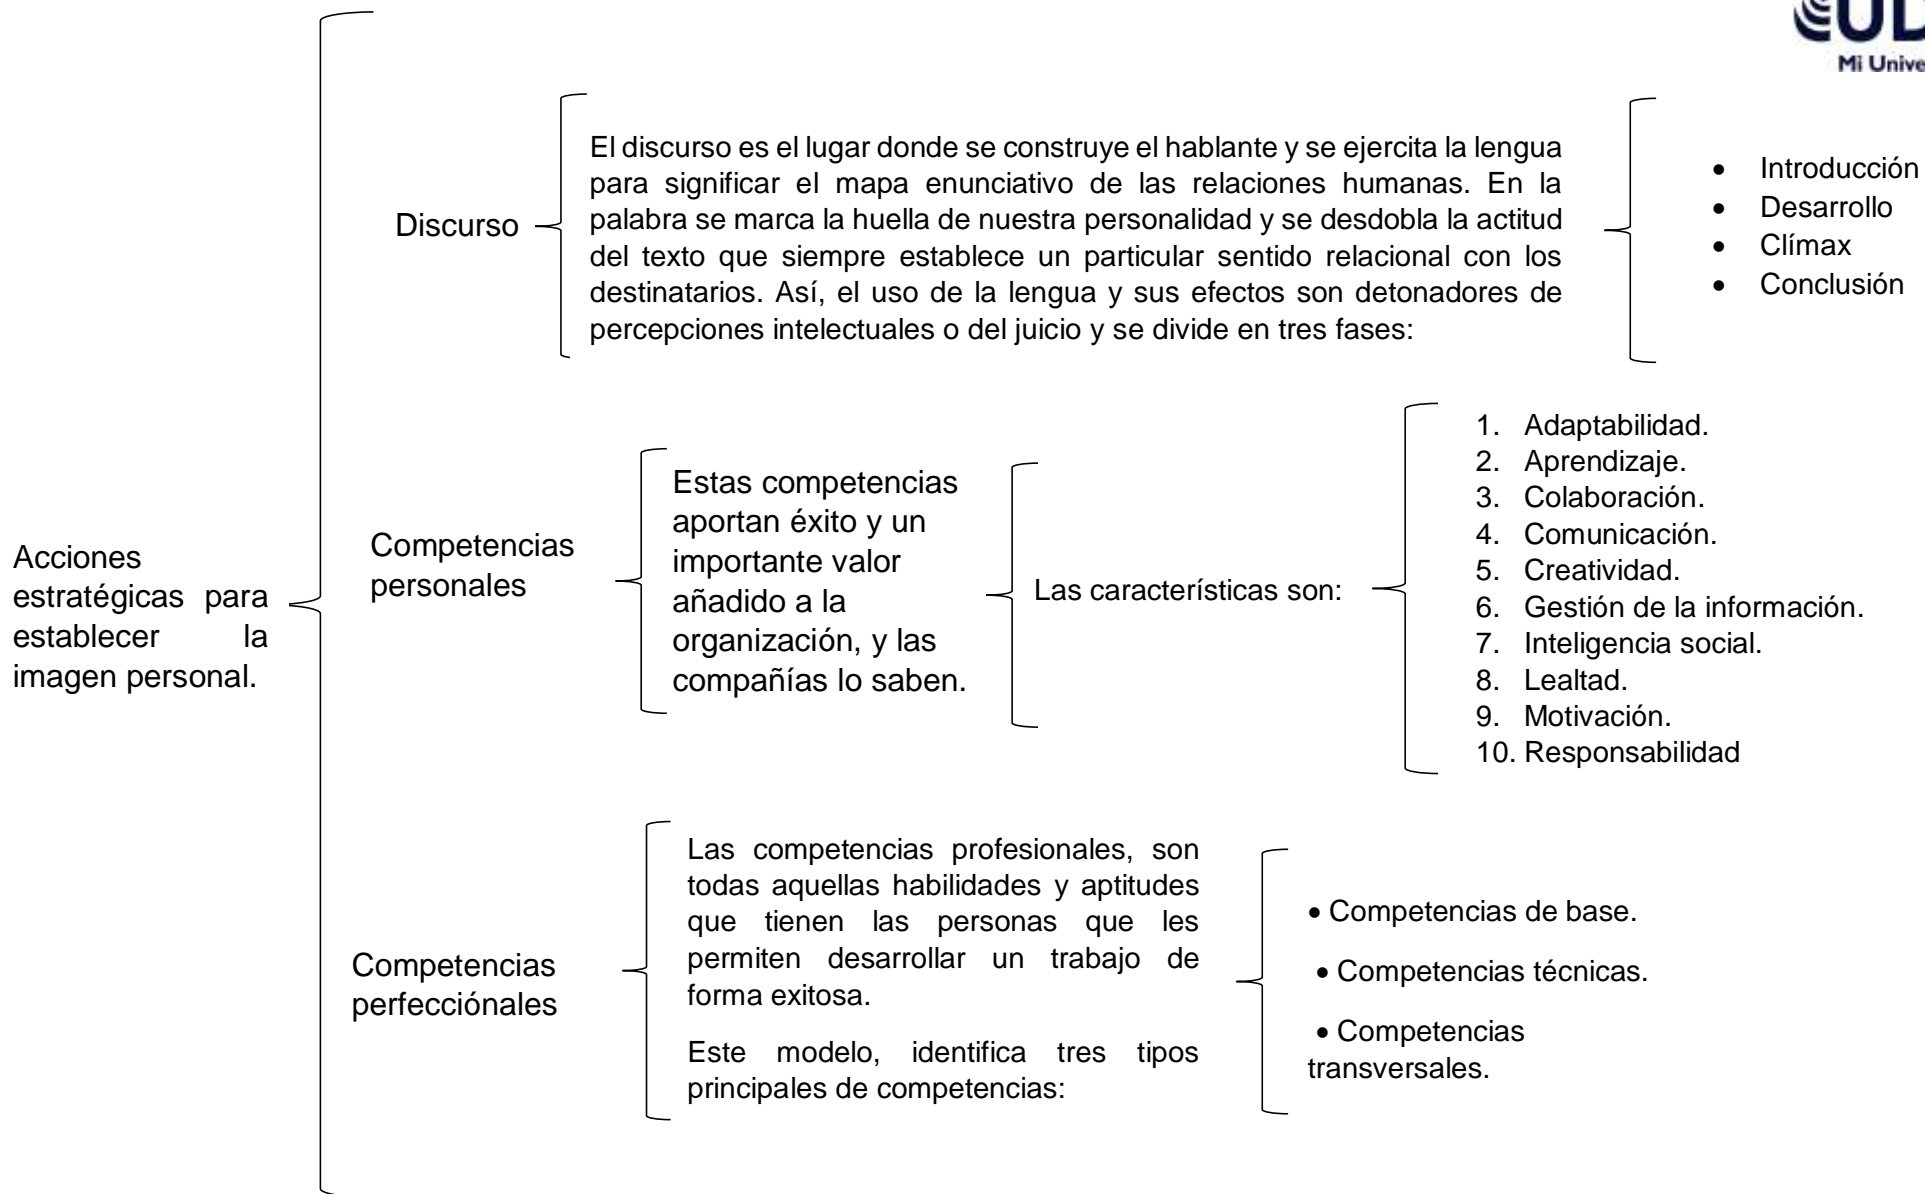 Mi Unive
Acciones
estratégicas para
establecer la
imagen personal.
Discurso
El discurso es el lugar donde se construye el hablante y se ejercita la lengua
para significar el mapa enunciativo de las relaciones humanas. En la
palabra se marca la huella de nuestra personalidad y se desdobla la actitud
del texto que siempre establece un particular sentido relacional con los
destinatarios. Así, el uso de la lengua y sus efectos son detonadores de
percepciones intelectuales o del juicio y se divide en tres fases:
• Introducción
• Desarrollo
• Clímax
• Conclusión
Competencias
personales
Estas competencias
aportan éxito y un
importante valor
añadido a la
organización, y las
compañías lo saben.
Las características son:
1. Adaptabilidad.
2. Aprendizaje.
3. Colaboración.
4. Comunicación.
5. Creatividad.
6. Gestión de la información.
7. Inteligencia social.
8. Lealtad.
9. Motivación.
10. Responsabilidad
Competencias
perfecciónales
Las competencias profesionales, son
todas aquellas habilidades y aptitudes
que tienen las personas que les
permiten desarrollar un trabajo de
forma exitosa.
Este modelo, identifica tres tipos
principales de competencias:
• Competencias de base.
• Competencias técnicas.
• Competencias
transversales.